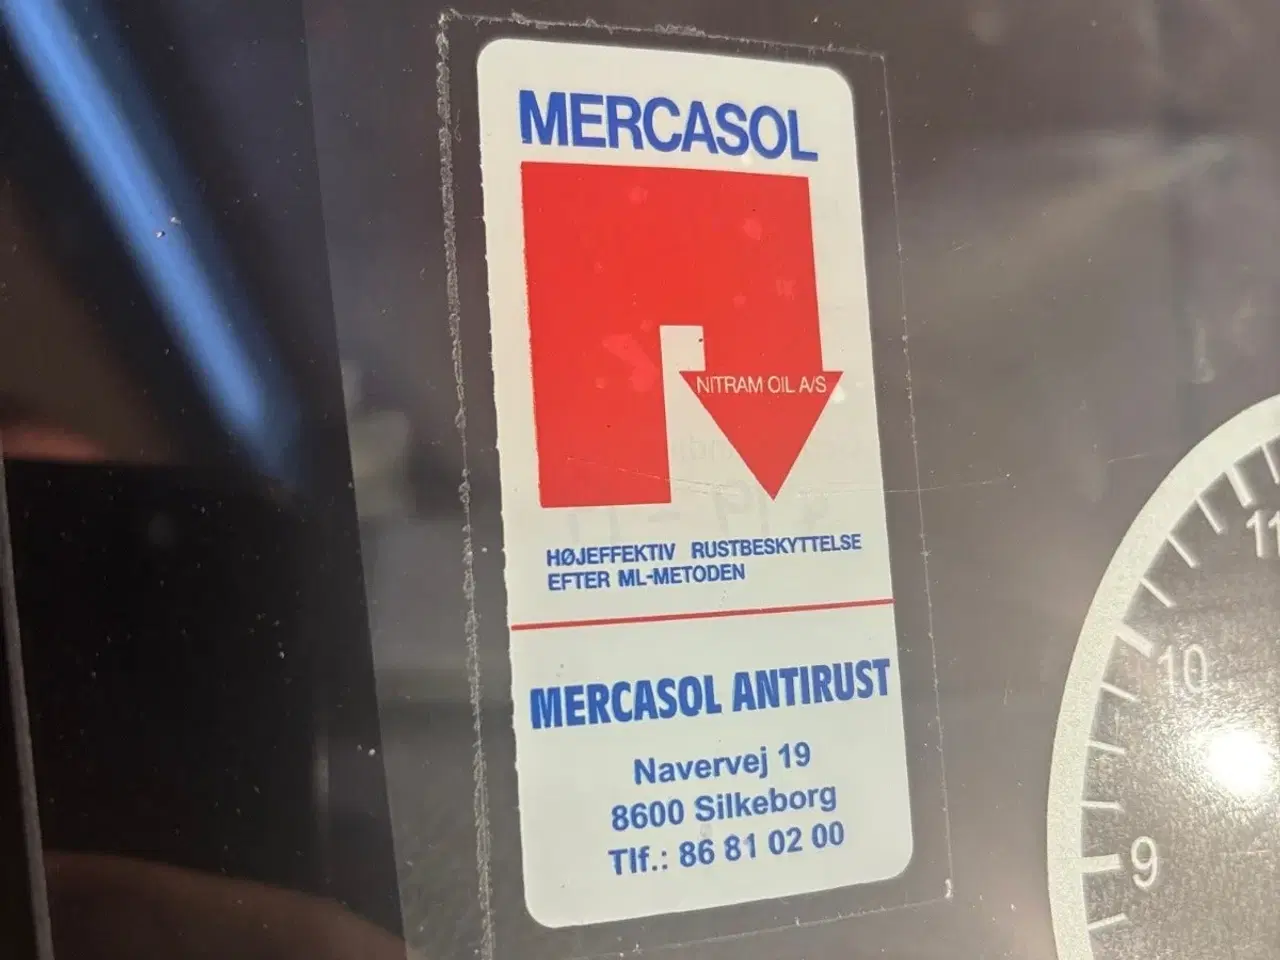 MERCASOL
NITRAM OIL A/S
HØJEFFEKTIV RUSTBESKYTTELSE
EFTER ML-METODEN
MERCASOL ANTIRUST
Navervej 19
8600 Silkeborg
Tlf.: 86 81 02 00
11
10
9